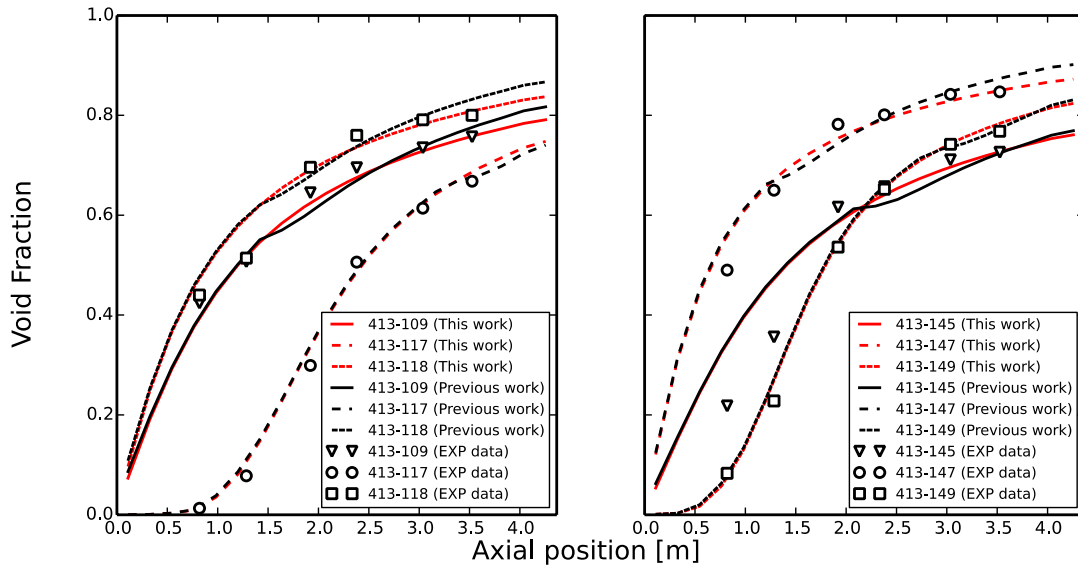 Void Fraction
1.0
0.8
0.6
0.4
0.2
0.0
413-109 (This work)
413-117 (This work)
413-118 (This work)
413-109 (Previous work)
413-117 (Previous work)
413-118 (Previous work)
413-109 (EXP data)
413-117 (EXP data)
413-118 (EXP data)
0.0 0.5 1.0 1.5 2.0 2.5 3.0 3.5 4.0
413-145 (This work)
413-147 (This work)
413-149 (This work)
413-145 (Previous work)
413-147 (Previous work)
413-149 (Previous work)
413-145 (EXP data)
413-147 (EXP data)
413-149 (EXP data)
0.0 0.5 1.0 1.5 2.0 2.5 3.0 3.5 4.0
Axial position [m]